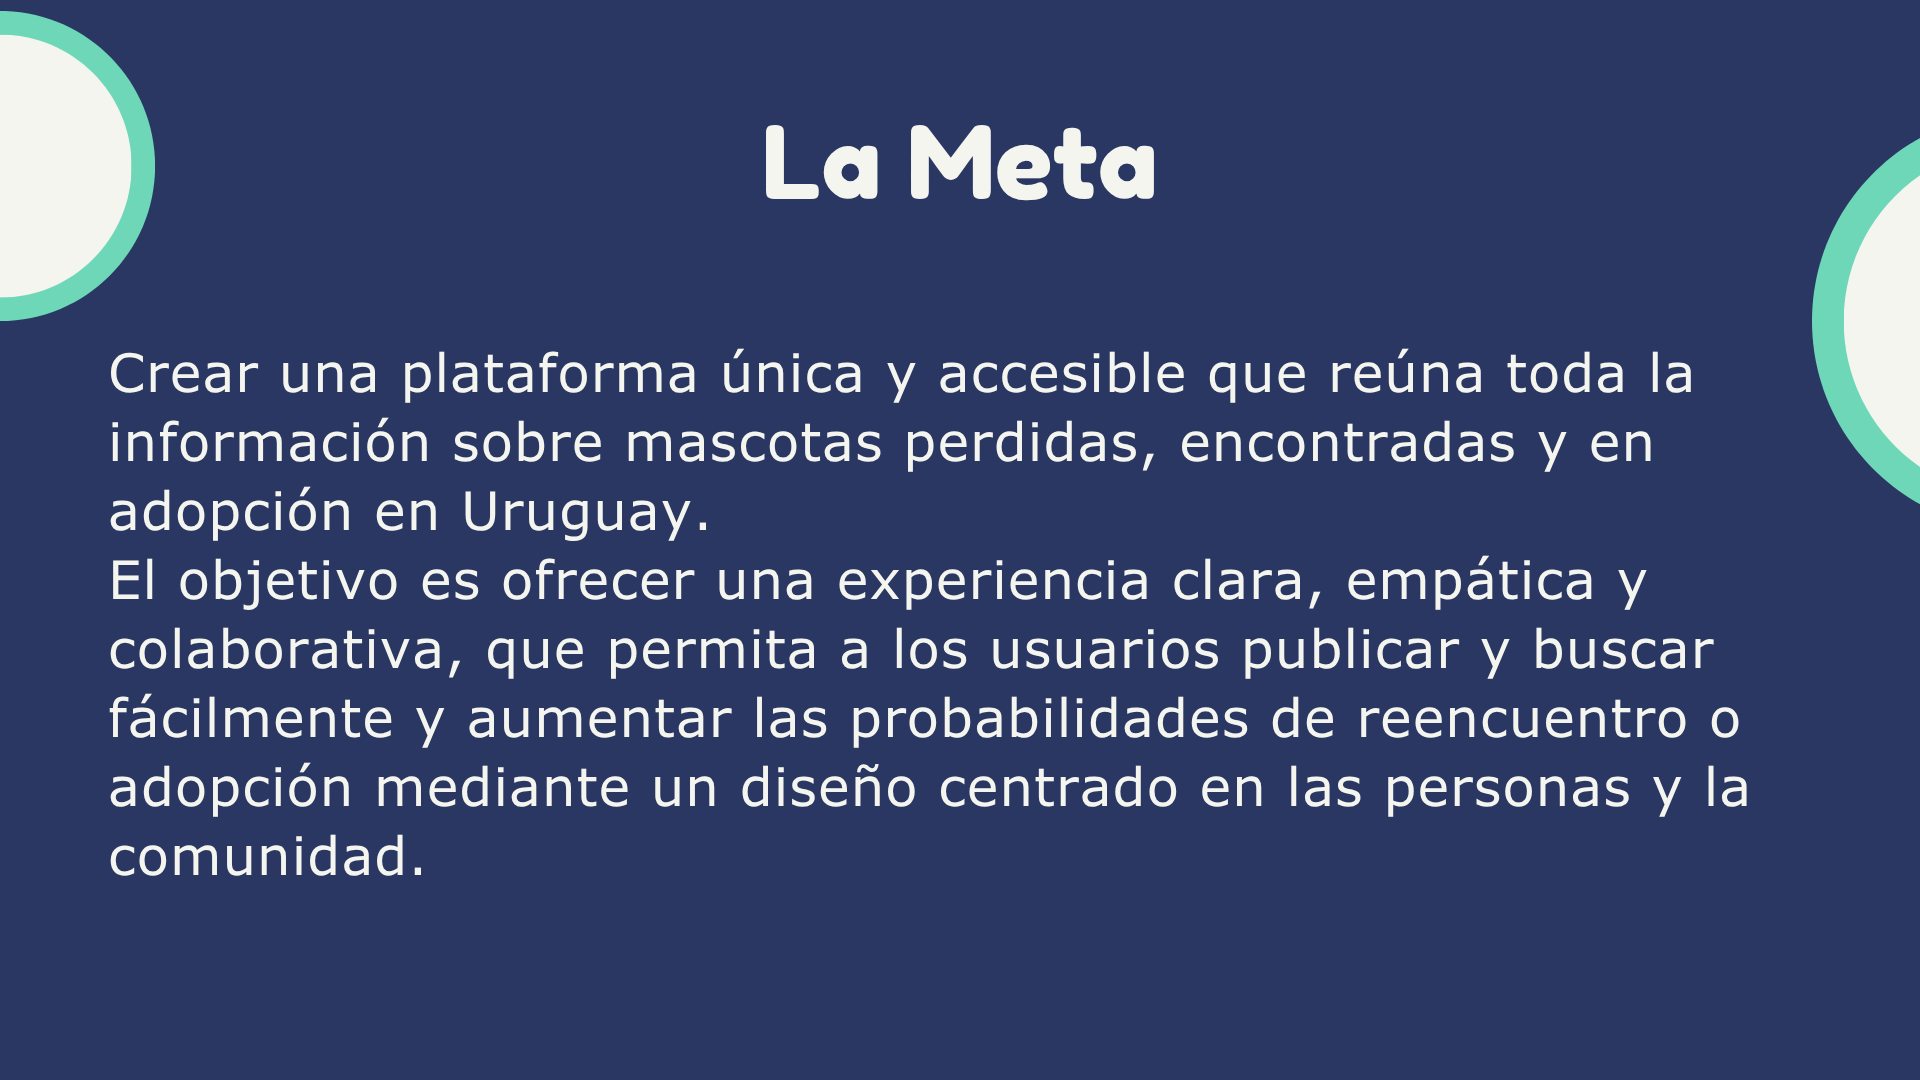 La Meta
Crear una plataforma única y accesible que reúna toda la
información sobre mascotas perdidas, encontradas y en
adopción en Uruguay.
El objetivo es ofrecer una experiencia clara, empática y
colaborativa, que permita a los usuarios publicar y buscar
fácilmente y aumentar las probabilidades de reencuentro o
adopción mediante un diseño centrado en las personas y la
comunidad.